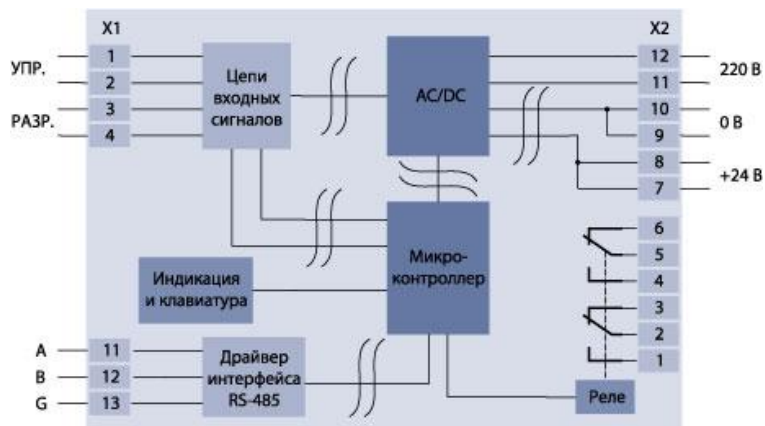 X1
X2
УПР.
РАЗР.
1
2
3
4
Цепи
входных
сигналов
AC/DC
12
11
10
9
8
7
220 В
0 В
+24 В
Микро-
контроллер
6
5
4
3
2
1
Индикация
и клавиатура
A
B
G
11
12
13
Драйвер
интерфейса
RS-485
Реле